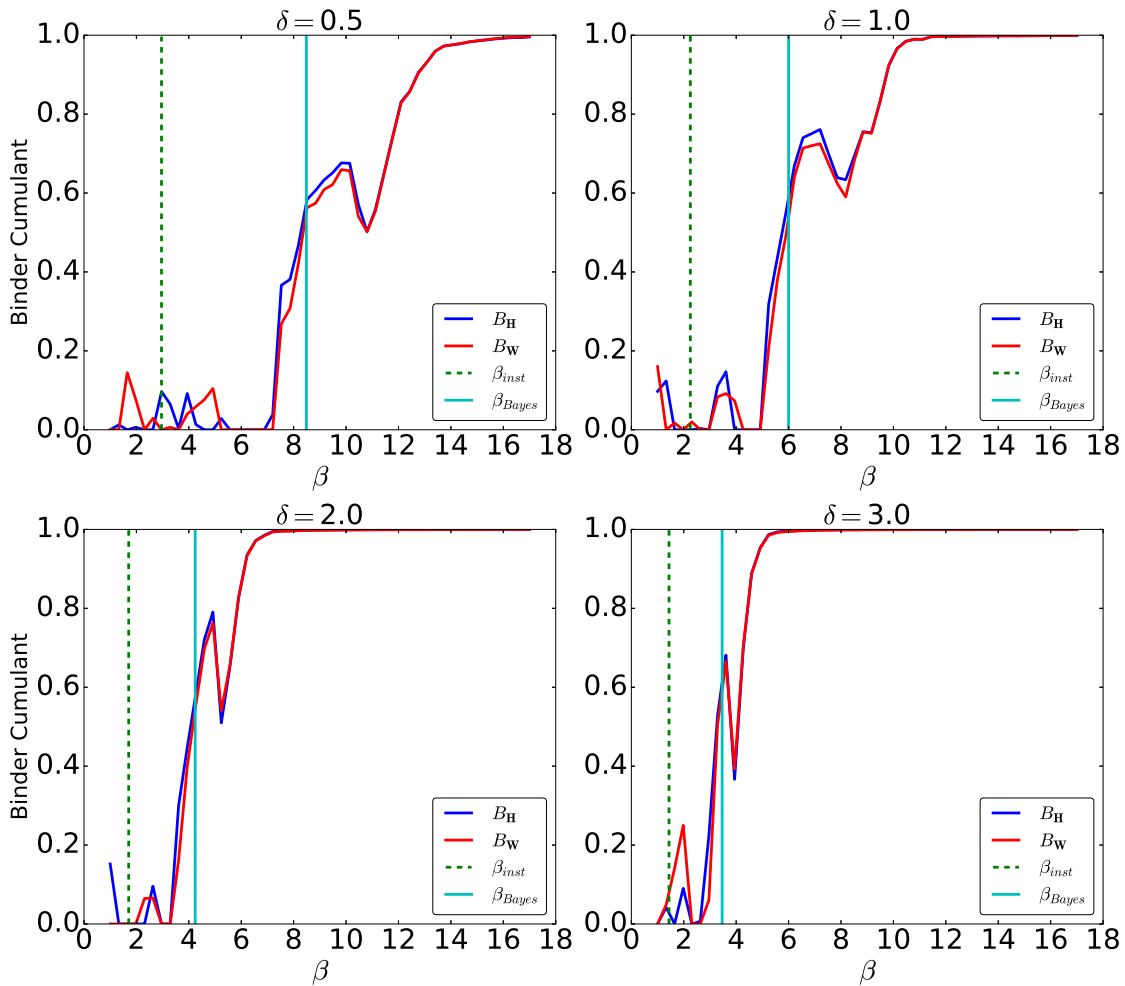 δ = 0.5
1.0
0.8
0.6
0.4
0.2
0.0
Binder Cumulant
0 2 4 6 8 10 12 14 16 18
β
B_H
B_W
β_inst
β_Bayes
δ = 1.0
1.0
0.8
0.6
0.4
0.2
0.0
0 2 4 6 8 10 12 14 16 18
β
B_H
B_W
β_inst
β_Bayes
δ = 2.0
1.0
0.8
0.6
0.4
0.2
0.0
Binder Cumulant
0 2 4 6 8 10 12 14 16 18
β
B_H
B_W
β_inst
β_Bayes
δ = 3.0
1.0
0.8
0.6
0.4
0.2
0.0
0 2 4 6 8 10 12 14 16 18
β
B_H
B_W
β_inst
β_Bayes